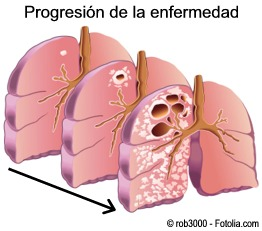 Progresión de la enfermedad
© rob3000 - Fotolia.com